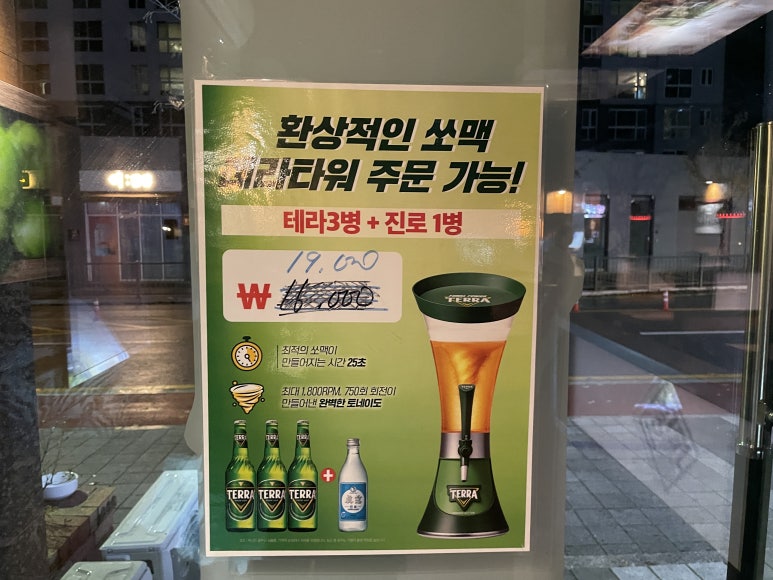 환상적인 쏘맥
테라타워 주문 가능!
테라3병 + 진로 1병
19,000
₩ 16,000
최적의 쏘맥이
만들어지는 시간 25초
최대 1,800RPM, 750회 회전이
만들어낸 완벽한 토네이도
TERRA
TERRA TERRA TERRA
+
TERRA